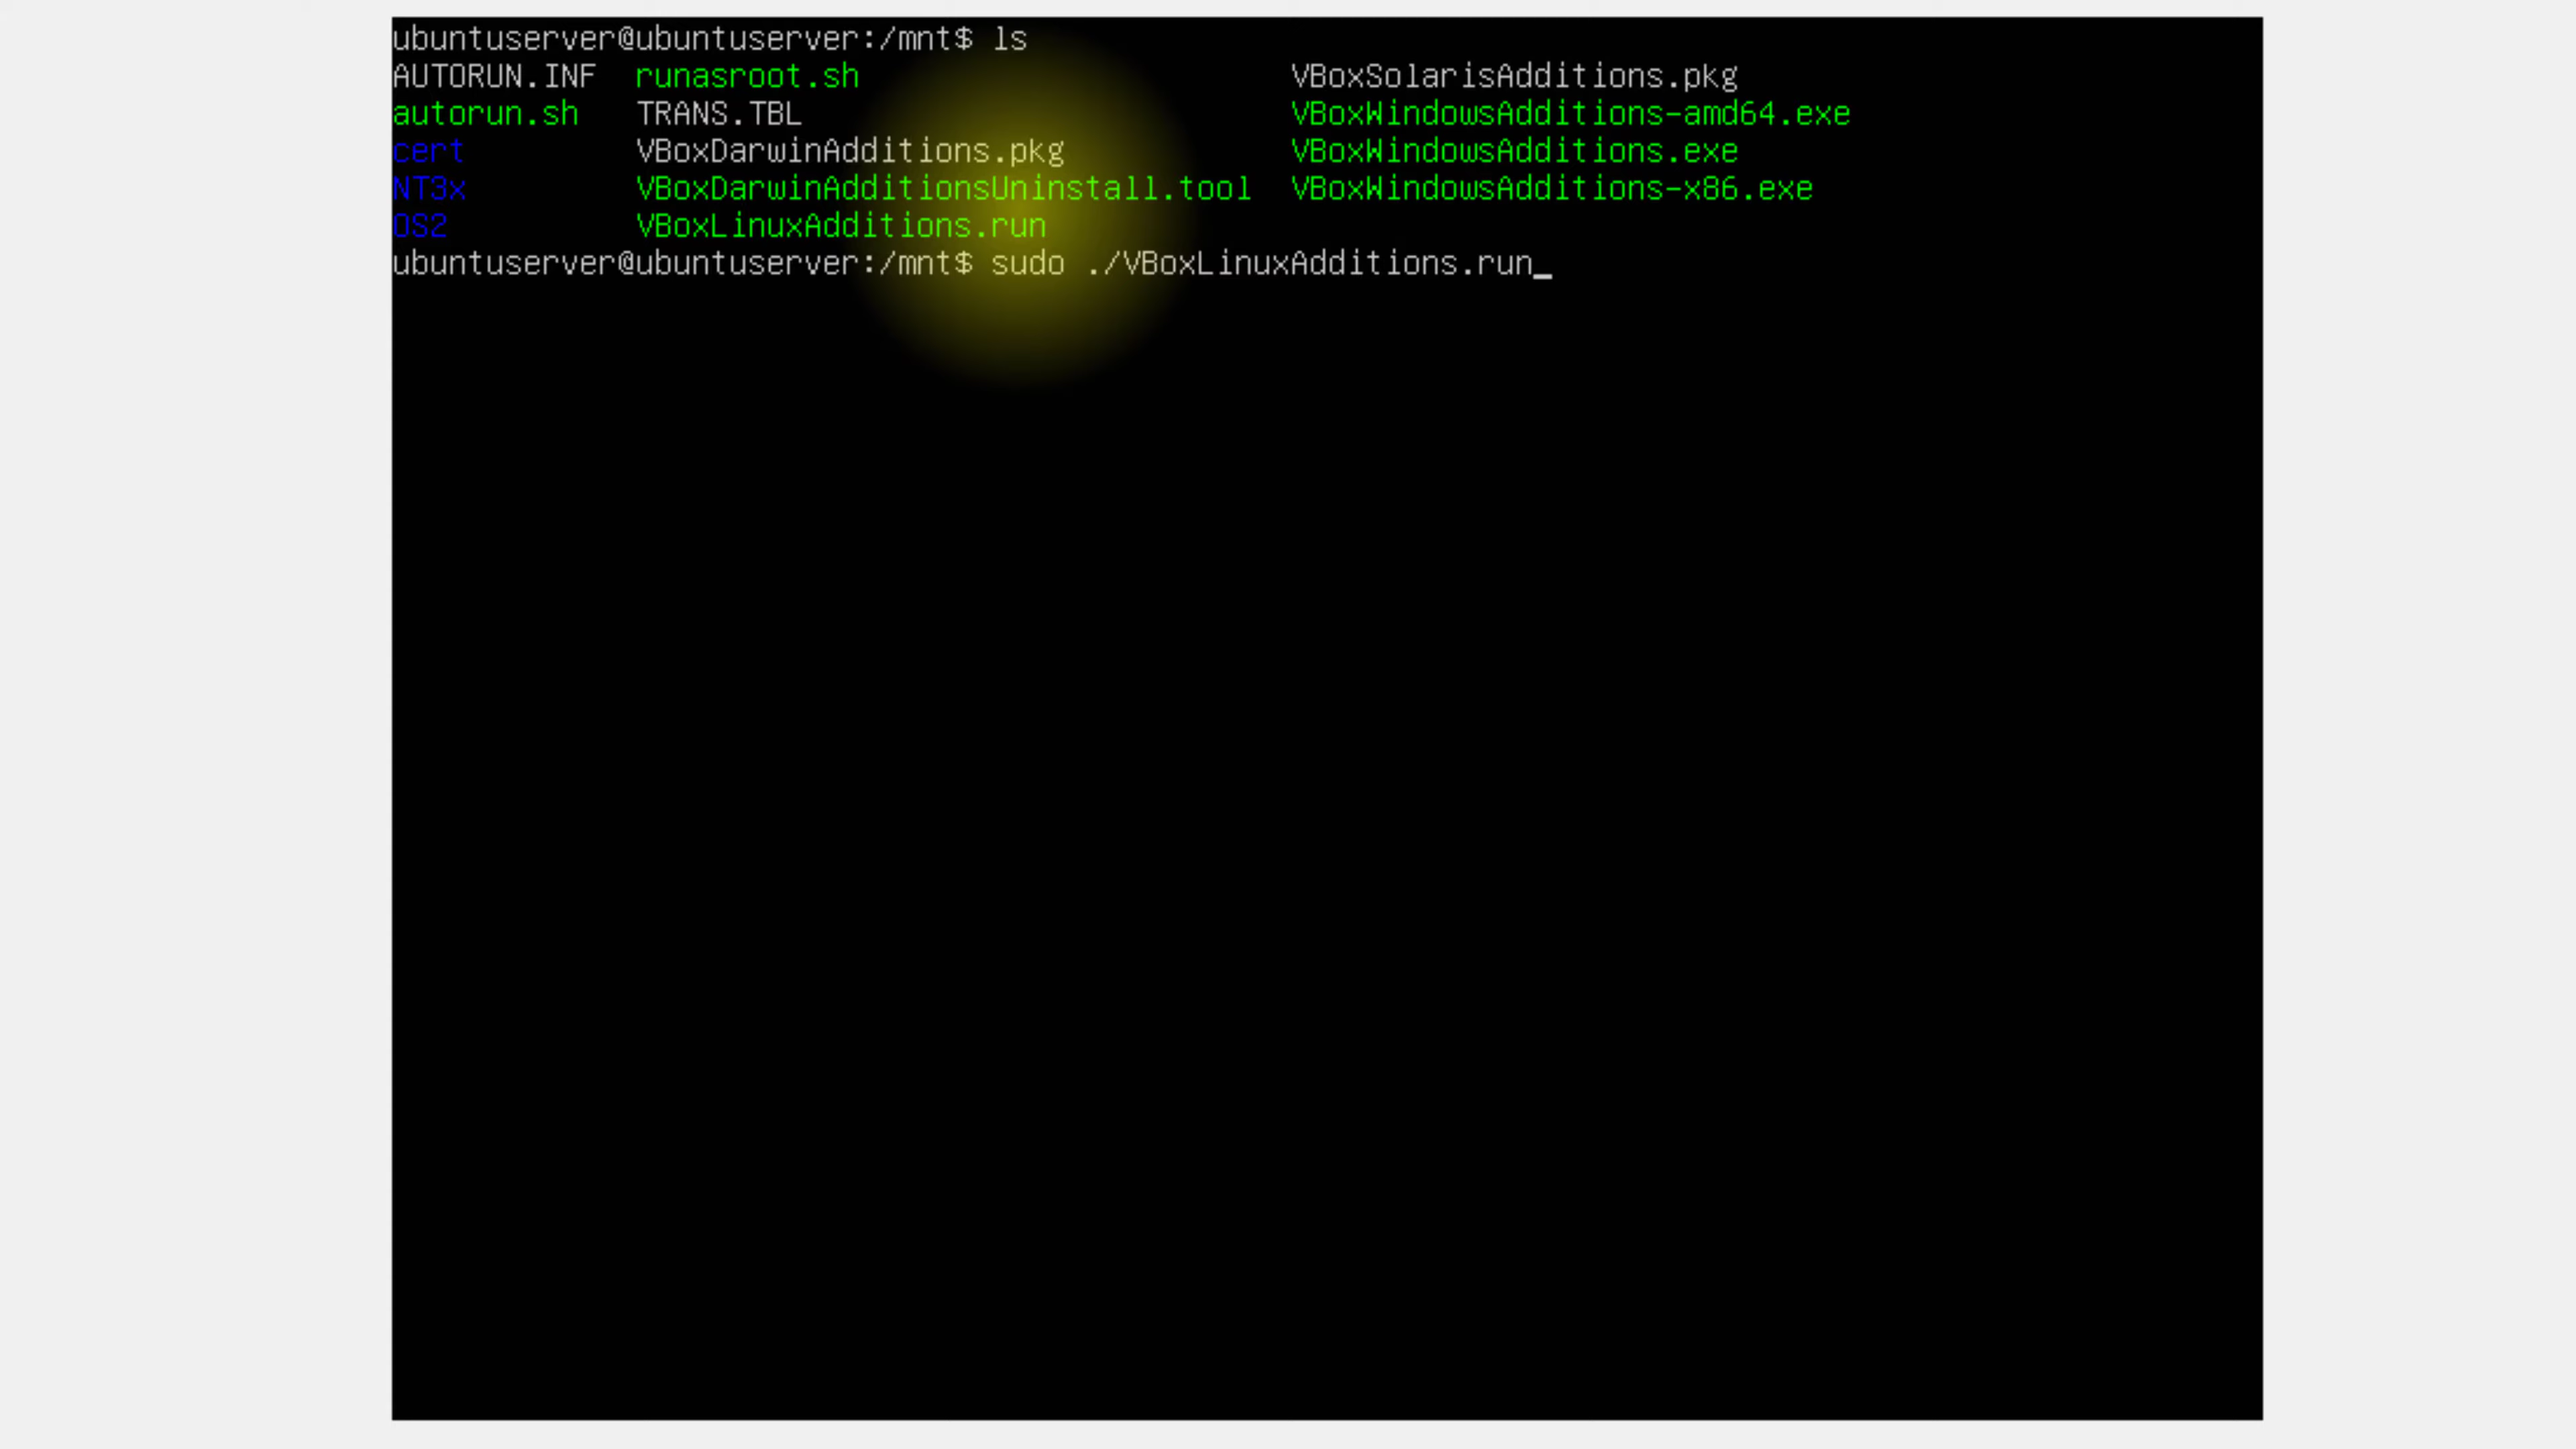 ubuntuserver@ubuntuserver:/mnt$ ls
AUTORUN.INF  runasroot.sh                      VBoxSolarisAdditions.pkg
autorun.sh   TRANS.TBL                         VBoxWindowsAdditions-amd64.exe
cert         VBoxDarwinAdditions.pkg           VBoxWindowsAdditions.exe
NT3x         VBoxDarwinAdditionsUninstall.tool  VBoxWindowsAdditions-x86.exe
OS2          VBoxLinuxAdditions.run
ubuntuserver@ubuntuserver:/mnt$ sudo ./VBoxLinuxAdditions.run_